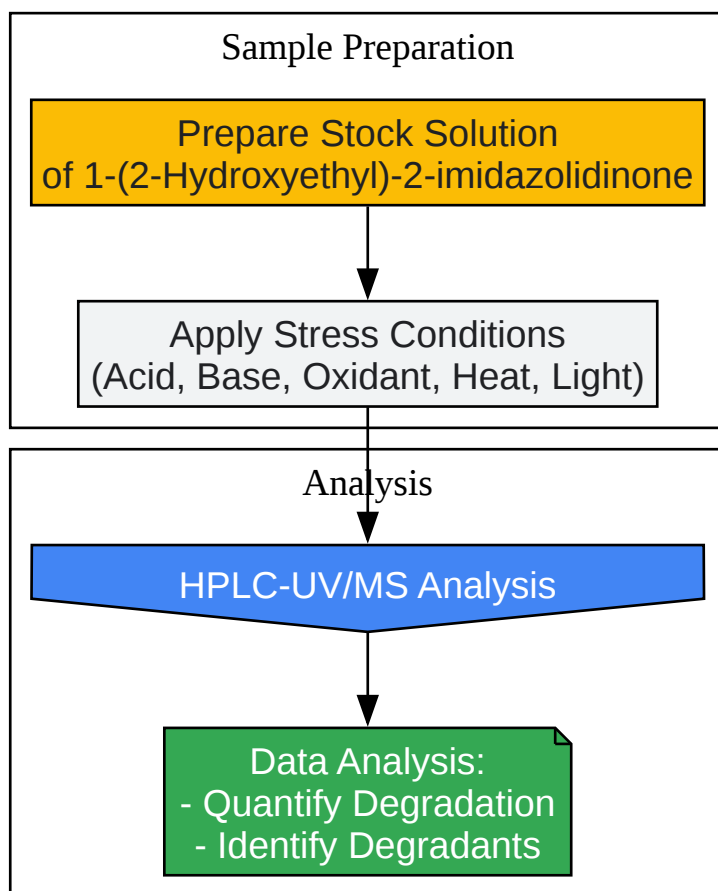 Sample Preparation
Prepare Stock Solution
of 1-(2-Hydroxyethyl)-2-imidazolidinone
Apply Stress Conditions
(Acid, Base, Oxidant, Heat, Light)
Analysis
HPLC-UV/MS Analysis
Data Analysis:
- Quantify Degradation
- Identify Degradants